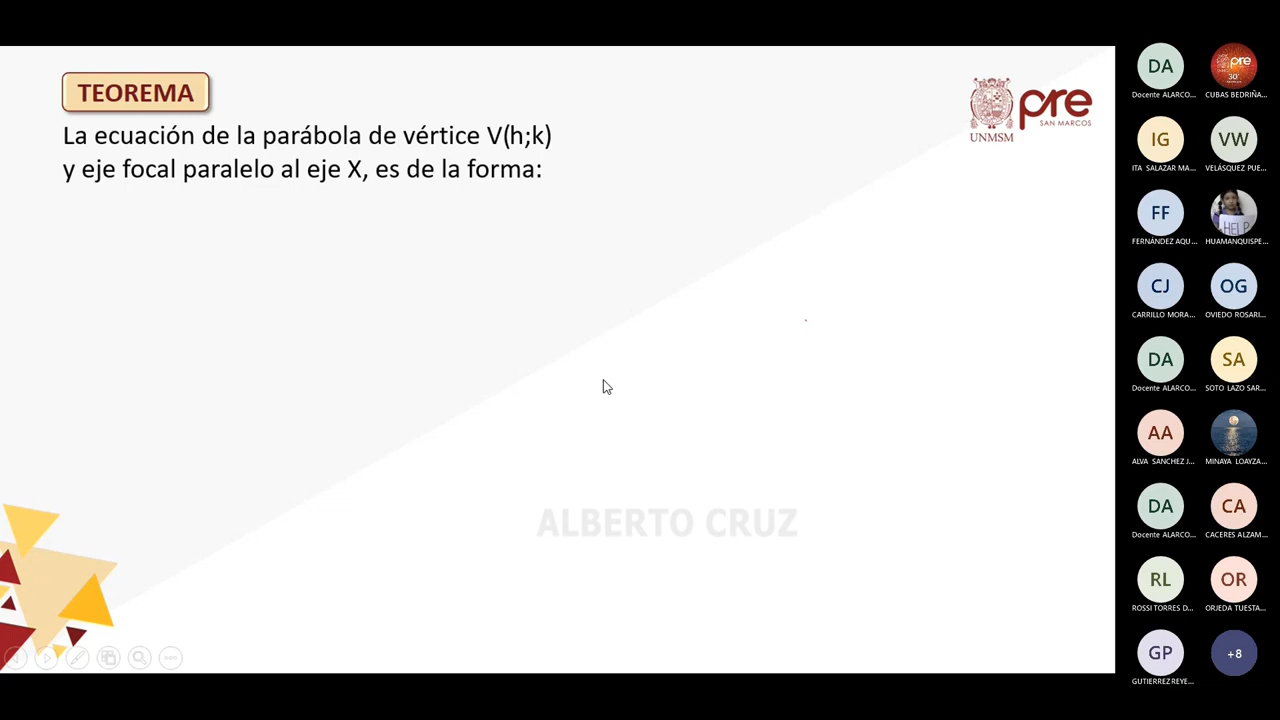 TEOREMA
La ecuación de la parábola de vértice V(h;k)
y eje focal paralelo al eje X, es de la forma:
UNMSM
pre
SAN MARCOS
ALBERTO CRUZ
DA
Docente ALARCO...
pre
30
CUBAS BEDRIÑA...
IG
ITA SALAZAR MA...
VW
VELÁSQUEZ PUE...
FF
FERNÁNDEZ AQU...
HELP
HUAMANQUISPE...
CJ
CARRILLO MORA...
OG
OVIEDO ROSARI...
DA
Docente ALARCO...
SA
SOTO LAZO SAR...
AA
ALVA SANCHEZ J...
MINAYA LOAYZA...
DA
Docente ALARCO...
CA
CACERES ALZAM...
RL
ROSSI TORRES D...
OR
ORJEDA TUESTA...
GP
GUTIERREZ REYE...
+8